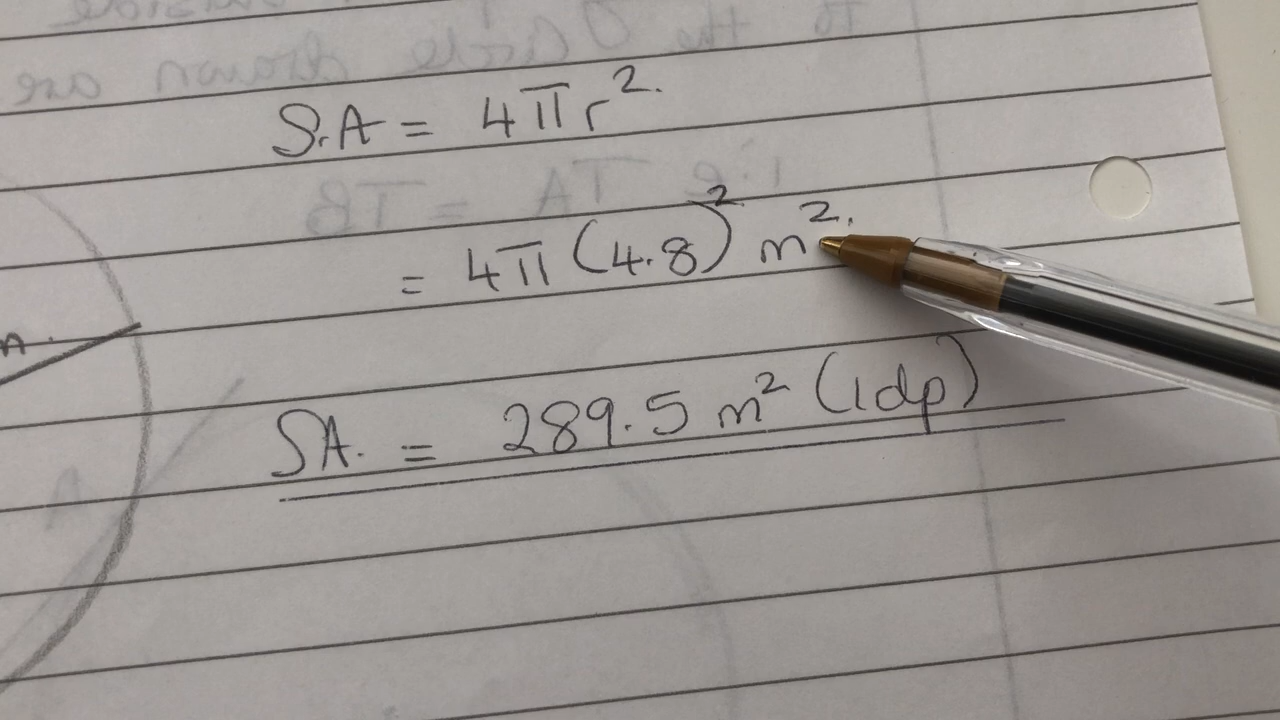 S.A = 4πr².
= 4π(4.8)² m².
SA. = 289.5 m² (1dp)